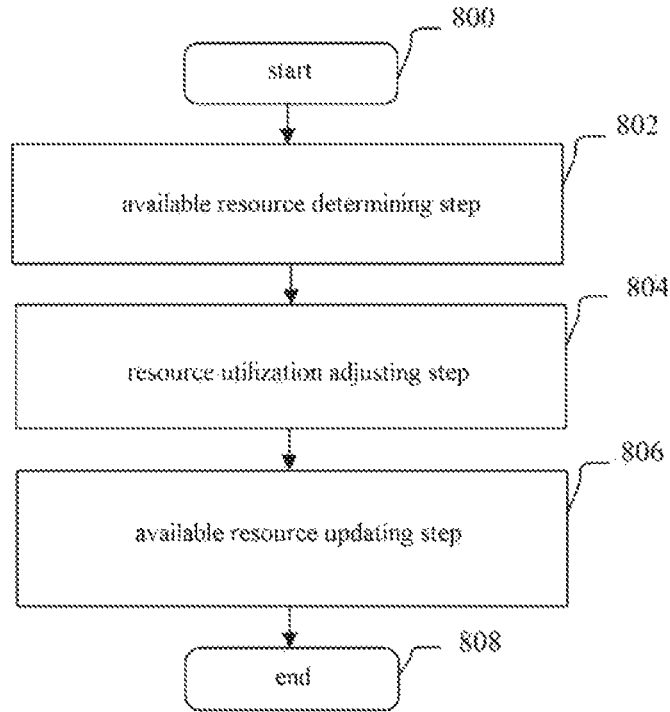 800
start
802
available resource determining step
804
resource utilization adjusting step
806
available resource updating step
808
end